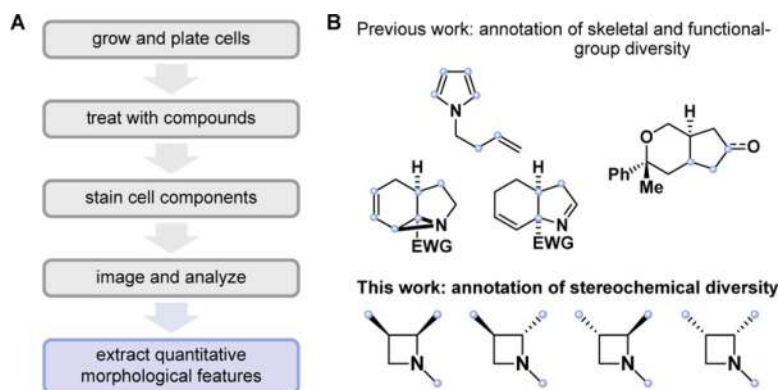 A
grow and plate cells
treat with compounds
stain cell components
image and analyze
extract quantitative
morphological features
B
Previous work: annotation of skeletal and functional-
group diversity
N
H
N
EWG
H
N
EWG
H
O
O
Ph
Me
This work: annotation of stereochemical diversity
N
N
N
N